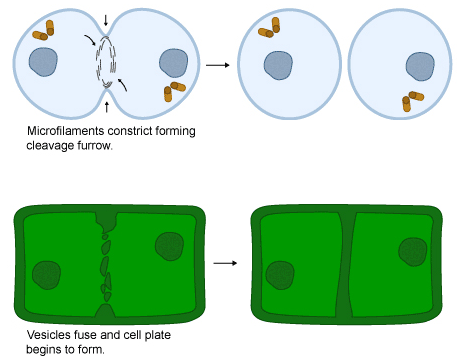 Microfilaments constrict forming
cleavage furrow.
Vesicles fuse and cell plate
begins to form.